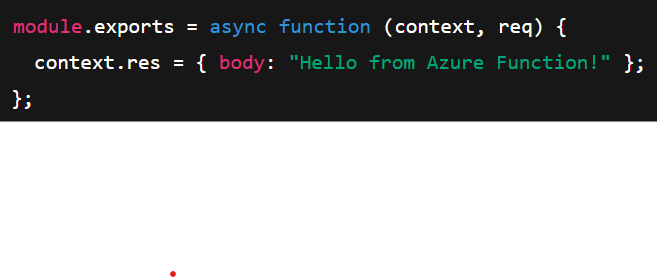 module.exports = async function (context, req) {
  context.res = { body: "Hello from Azure Function!" };
};